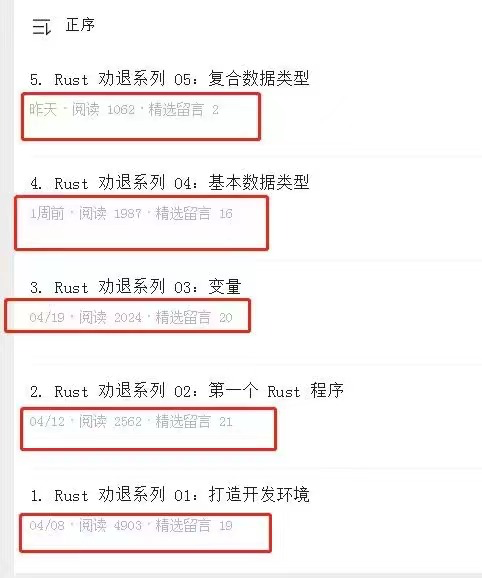 正序
5. Rust 劝退系列 05：复合数据类型
昨天 · 阅读 1062 · 精选留言 2
4. Rust 劝退系列 04：基本数据类型
1周前 · 阅读 1987 · 精选留言 16
3. Rust 劝退系列 03：变量
04/19 · 阅读 2024 · 精选留言 20
2. Rust 劝退系列 02：第一个 Rust 程序
04/12 · 阅读 2562 · 精选留言 21
1. Rust 劝退系列 01：打造开发环境
04/08 · 阅读 4903 · 精选留言 19